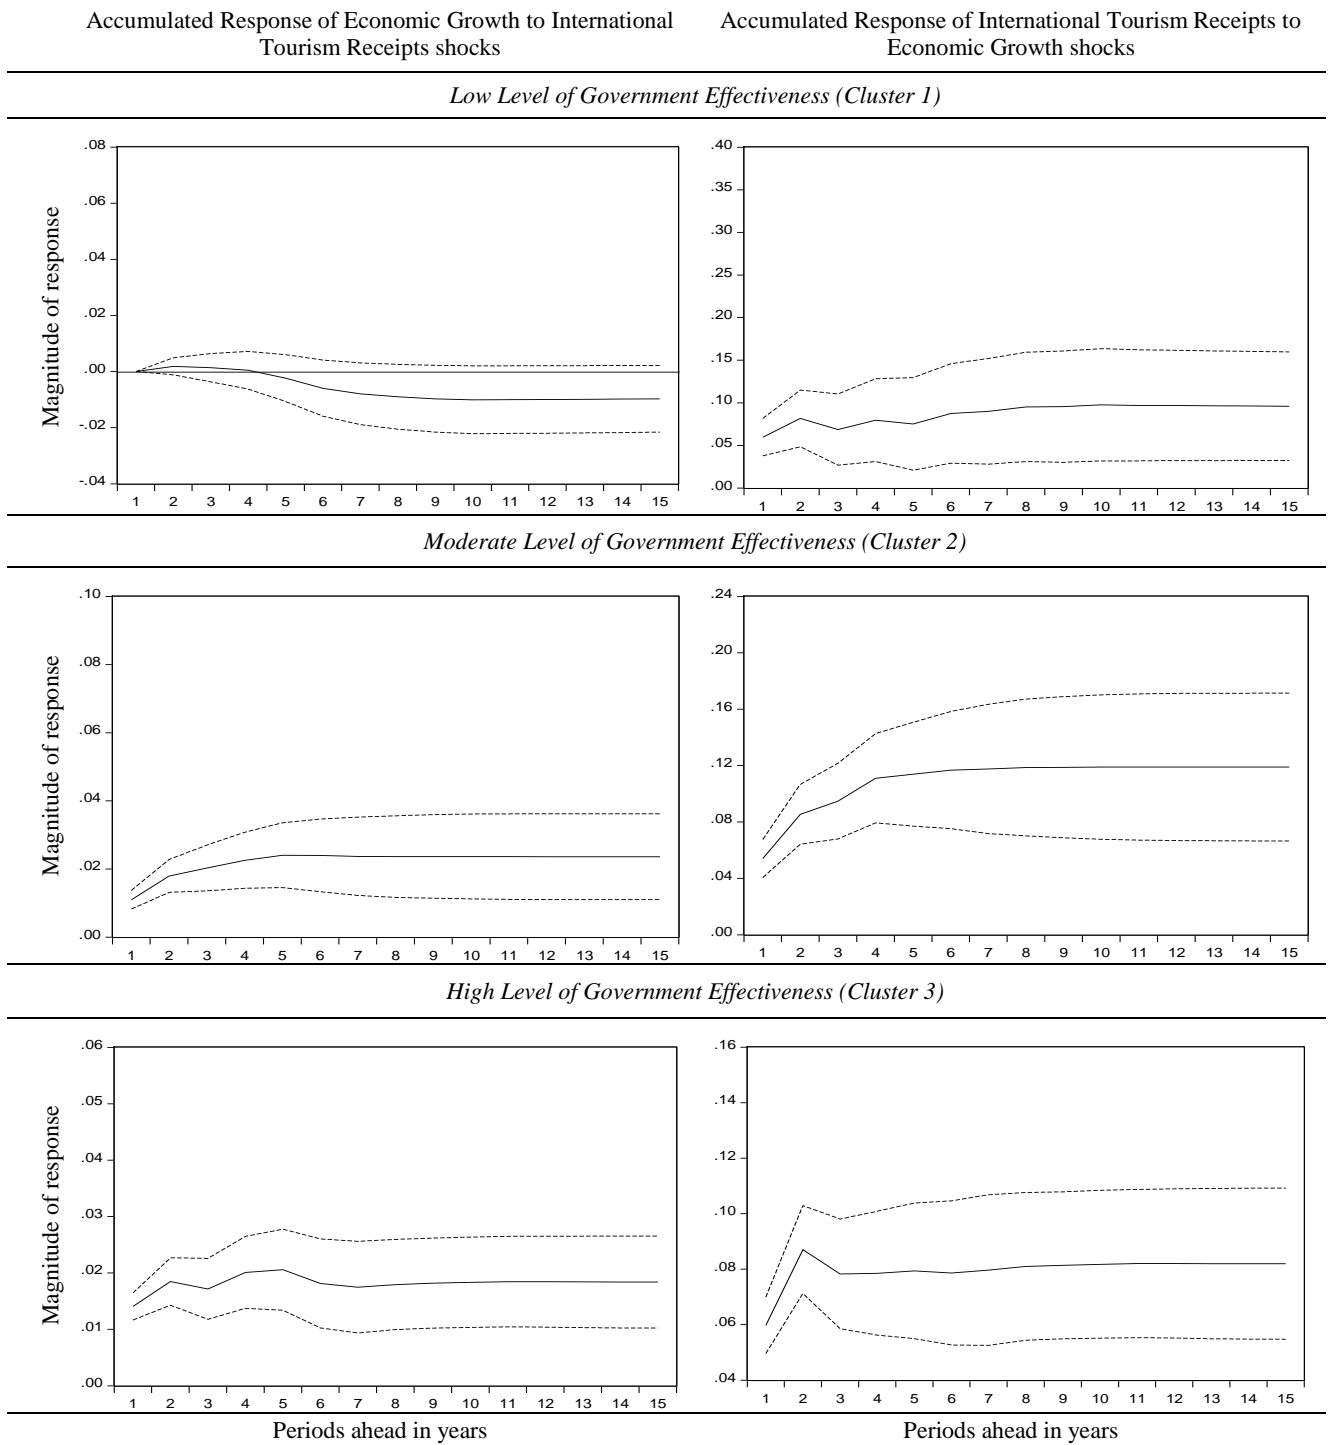 Accumulated Response of Economic Growth to International
Tourism Receipts shocks
Accumulated Response of International Tourism Receipts to
Economic Growth shocks
Low Level of Government Effectiveness (Cluster 1)
Magnitude of response
.08
.06
.04
.02
.00
-.02
-.04
1 2 3 4 5 6 7 8 9 10 11 12 13 14 15
.40
.35
.30
.25
.20
.15
.10
.05
.00
1 2 3 4 5 6 7 8 9 10 11 12 13 14 15
Moderate Level of Government Effectiveness (Cluster 2)
Magnitude of response
.10
.08
.06
.04
.02
.00
1 2 3 4 5 6 7 8 9 10 11 12 13 14 15
.24
.20
.16
.12
.08
.04
.00
1 2 3 4 5 6 7 8 9 10 11 12 13 14 15
High Level of Government Effectiveness (Cluster 3)
Magnitude of response
.06
.05
.04
.03
.02
.01
.00
1 2 3 4 5 6 7 8 9 10 11 12 13 14 15
.16
.14
.12
.10
.08
.06
.04
1 2 3 4 5 6 7 8 9 10 11 12 13 14 15
Periods ahead in years
Periods ahead in years